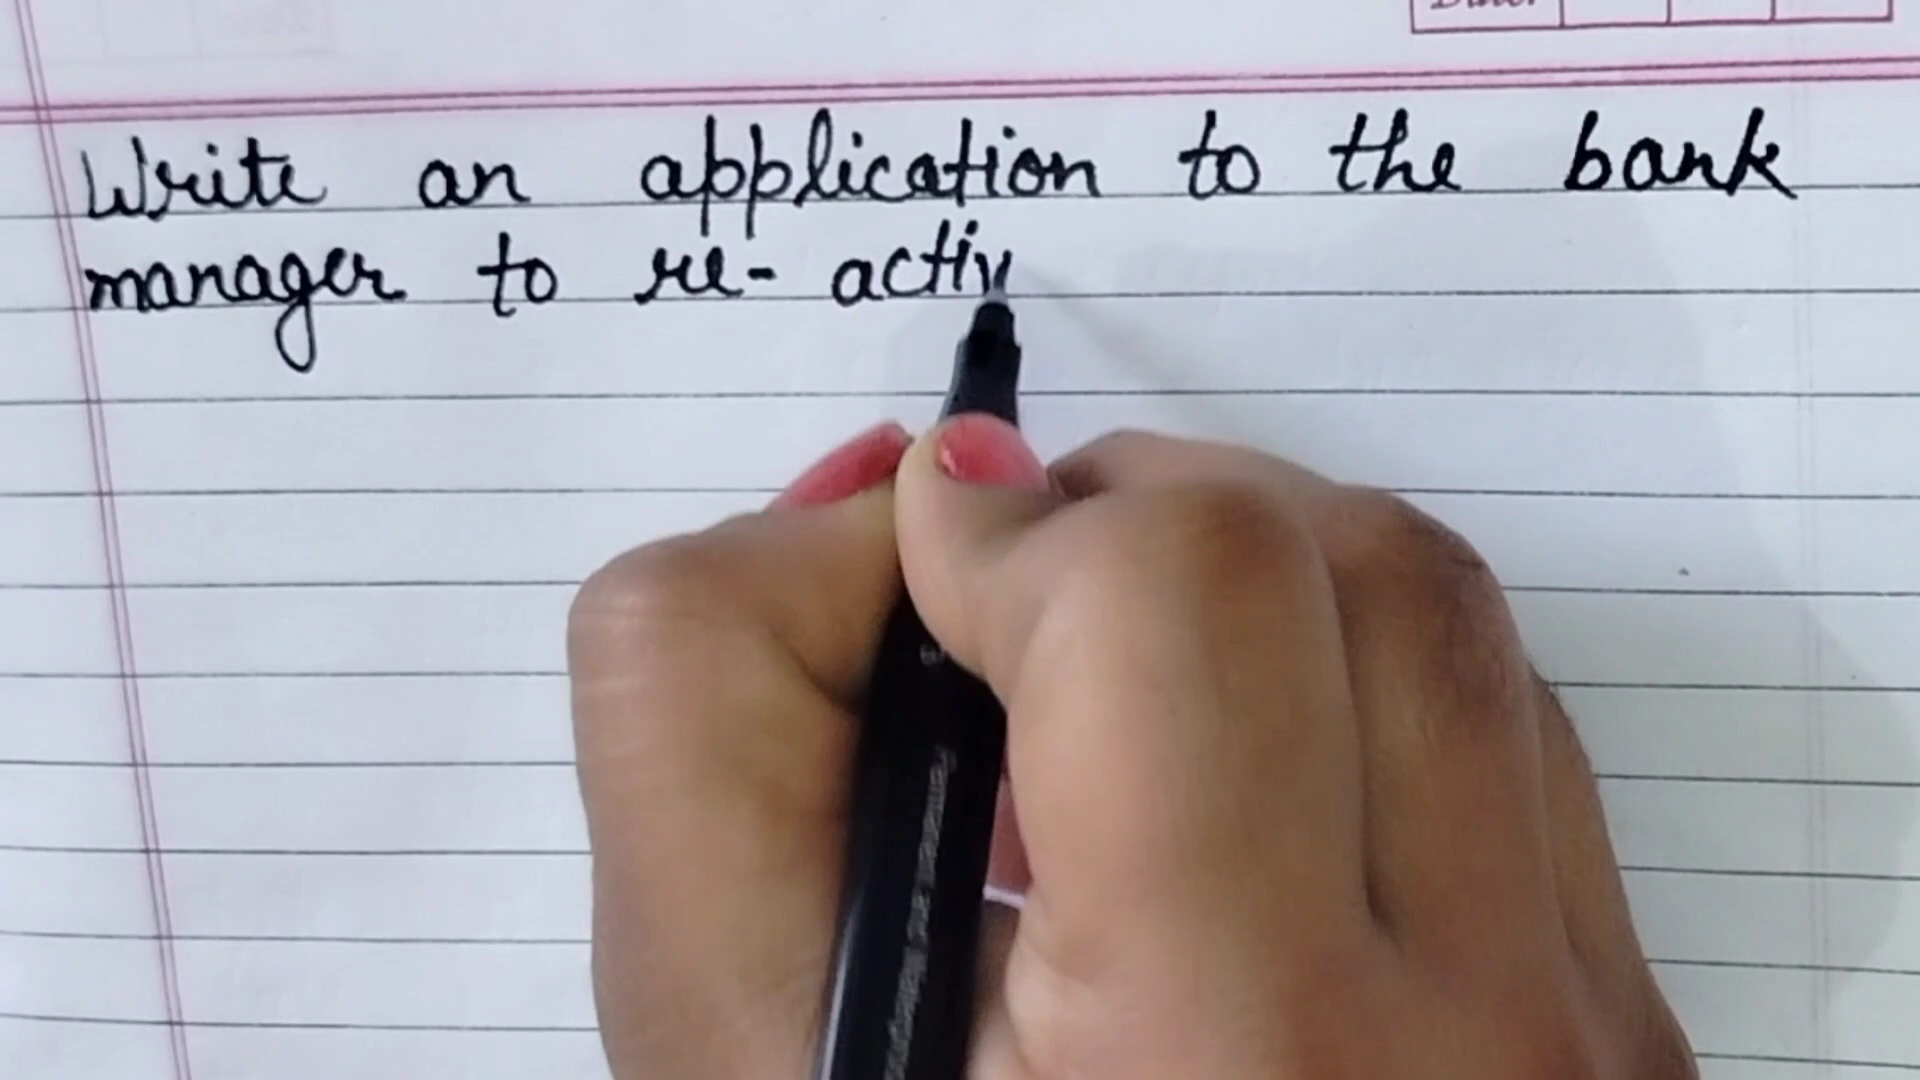 Write an application to the bank
manager to re- activ